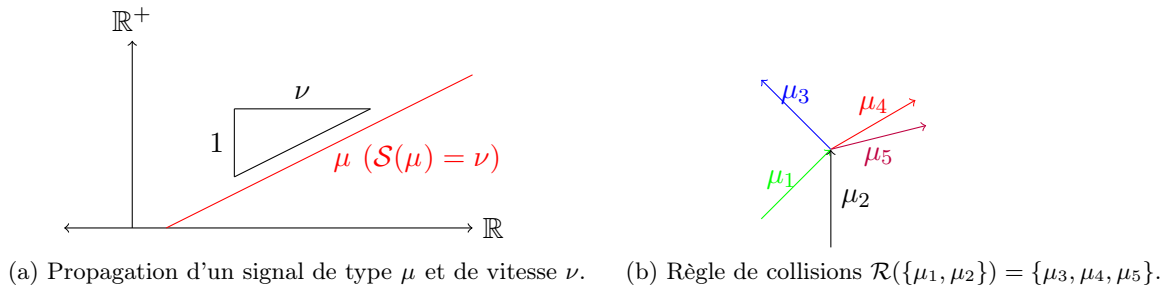 ℝ⁺
ν
1
μ (𝒮(μ) = ν)
ℝ
μ₃
μ₄
μ₅
μ₁
μ₂
(a) Propagation d'un signal de type μ et de vitesse ν.
(b) Règle de collisions ℛ({μ₁, μ₂}) = {μ₃, μ₄, μ₅}.